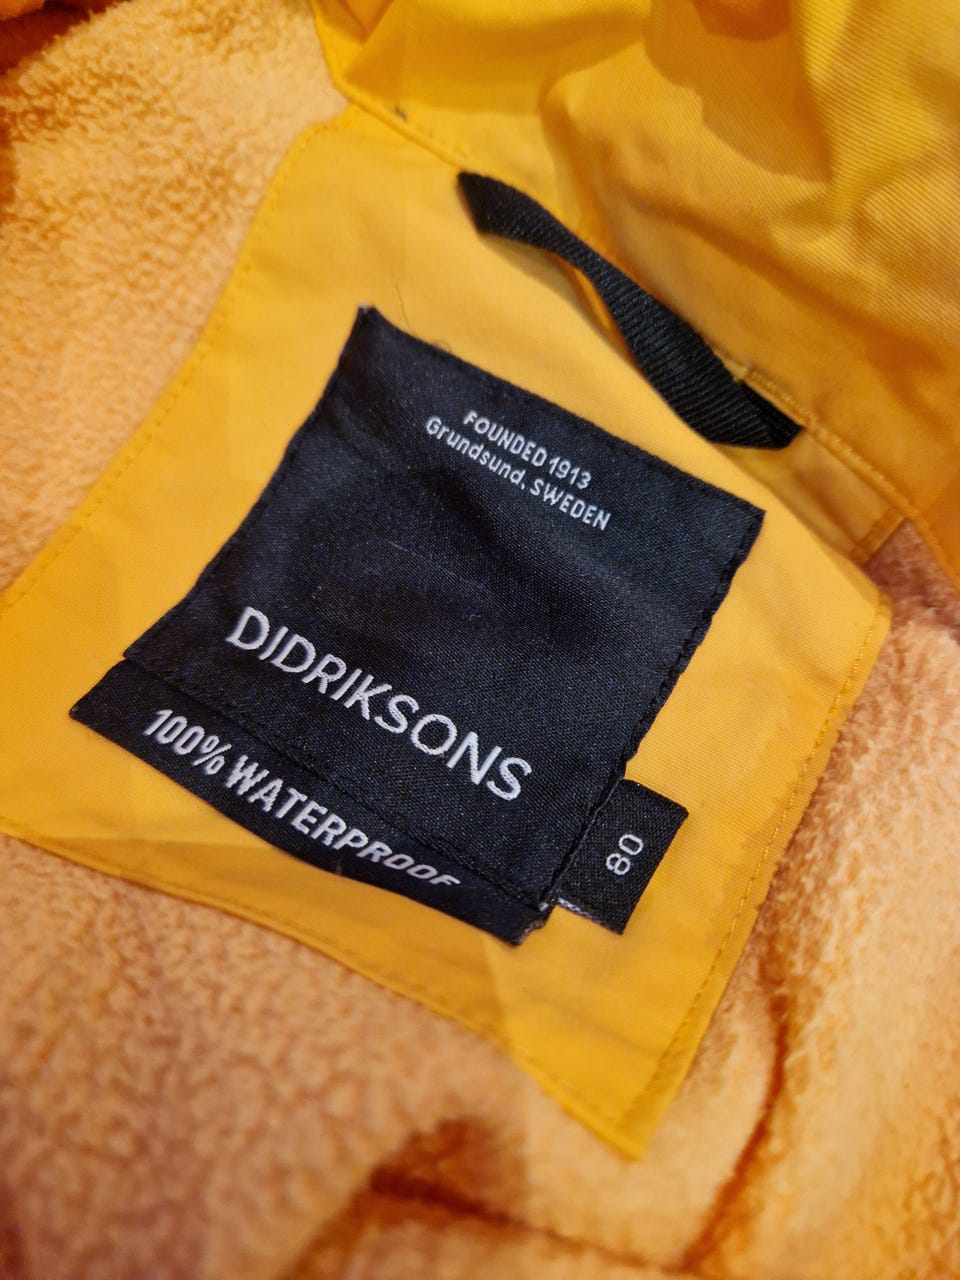 FOUNDED 1913
Grundsund, SWEDEN
DIDRIKSONS
100% WATERPROOF
80